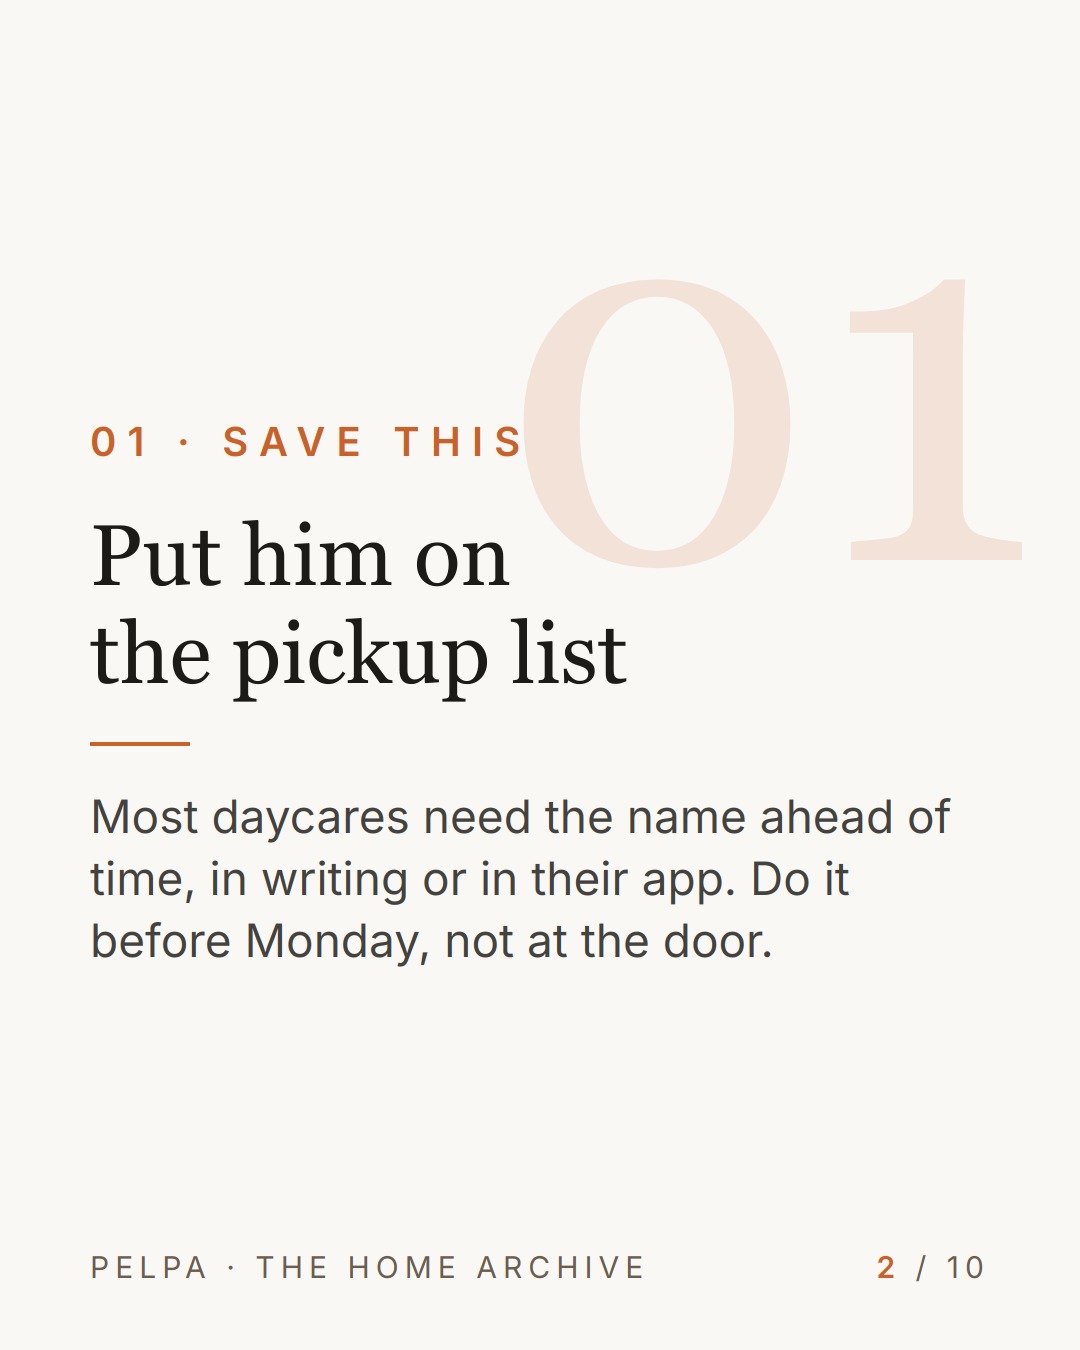 01
01 · SAVE THIS
Put him on
the pickup list
Most daycares need the name ahead of
time, in writing or in their app. Do it
before Monday, not at the door.
PELPA · THE HOME ARCHIVE
2 / 10